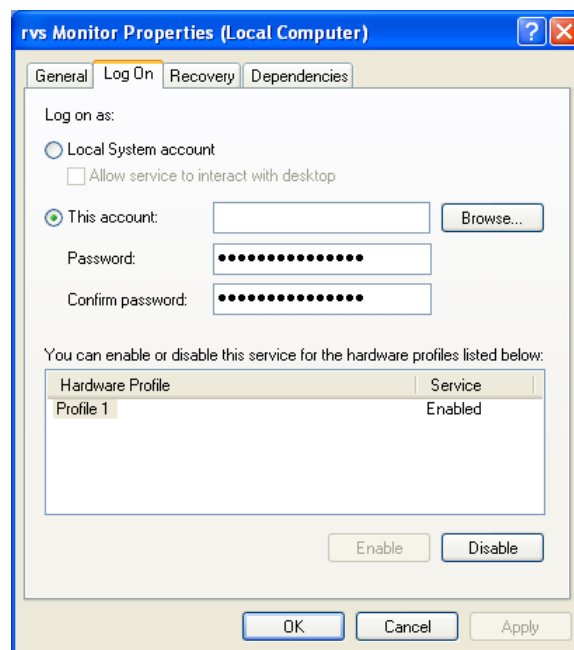 rvs Monitor Properties (Local Computer)
General Log On Recovery Dependencies
Log on as:
Local System account
Allow service to interact with desktop
This account: Browse...
Password: ●●●●●●●●●●●●●●●
Confirm password: ●●●●●●●●●●●●●●●
You can enable or disable this service for the hardware profiles listed below:
Hardware Profile Service
Profile 1 Enabled
Enable Disable
OK Cancel Apply